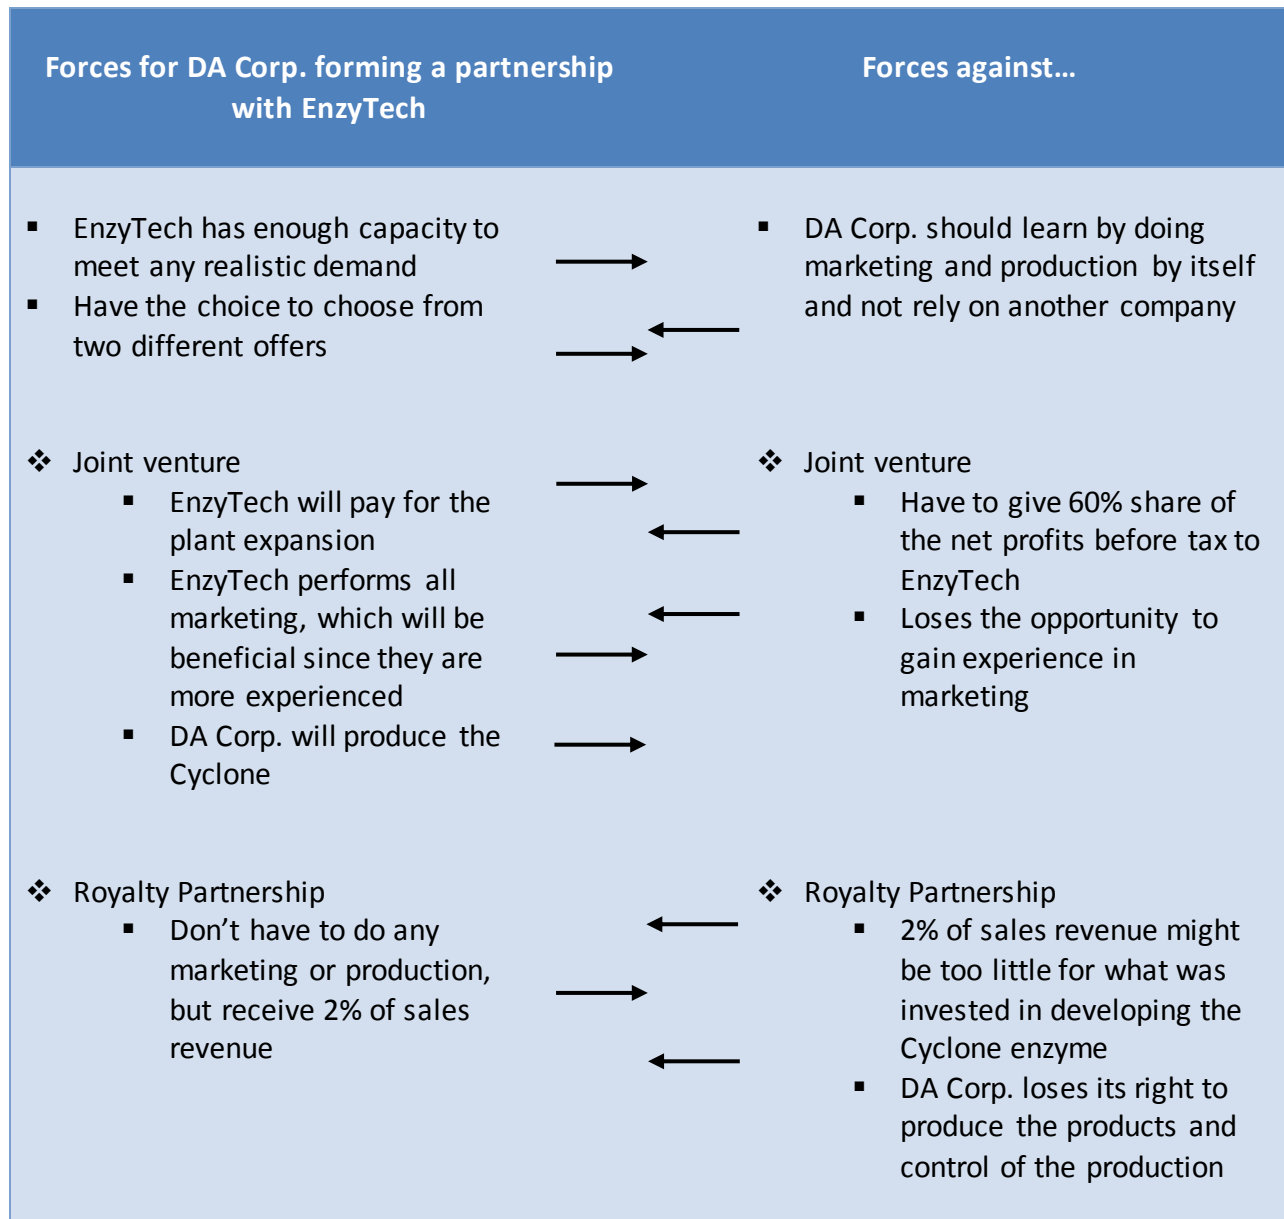 Forces for DA Corp. forming a partnership
with EnzyTech
Forces against…
▪ EnzyTech has enough capacity to
meet any realistic demand
▪ Have the choice to choose from
two different offers
▪ DA Corp. should learn by doing
marketing and production by itself
and not rely on another company
❖ Joint venture
▪ EnzyTech will pay for the
plant expansion
▪ EnzyTech performs all
marketing, which will be
beneficial since they are
more experienced
▪ DA Corp. will produce the
Cyclone
❖ Joint venture
▪ Have to give 60% share of
the net profits before tax to
EnzyTech
▪ Loses the opportunity to
gain experience in
marketing
❖ Royalty Partnership
▪ Don’t have to do any
marketing or production,
but receive 2% of sales
revenue
❖ Royalty Partnership
▪ 2% of sales revenue might
be too little for what was
invested in developing the
Cyclone enzyme
▪ DA Corp. loses its right to
produce the products and
control of the production